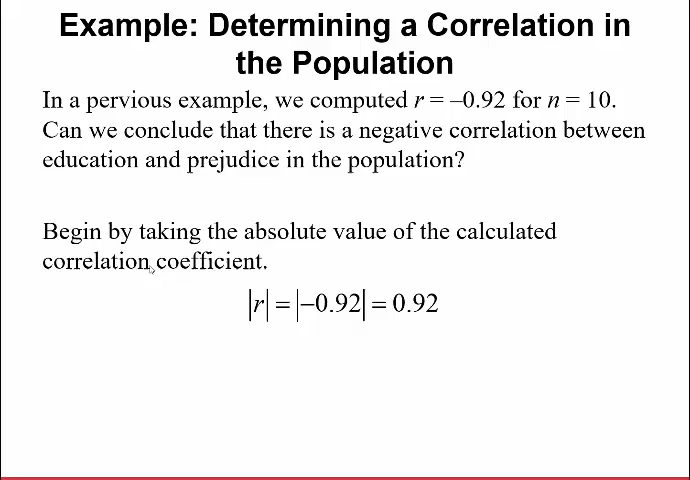 Example: Determining a Correlation in
the Population
In a pervious example, we computed r = –0.92 for n = 10.
Can we conclude that there is a negative correlation between
education and prejudice in the population?
Begin by taking the absolute value of the calculated
correlation coefficient.
|r| = |−0.92| = 0.92